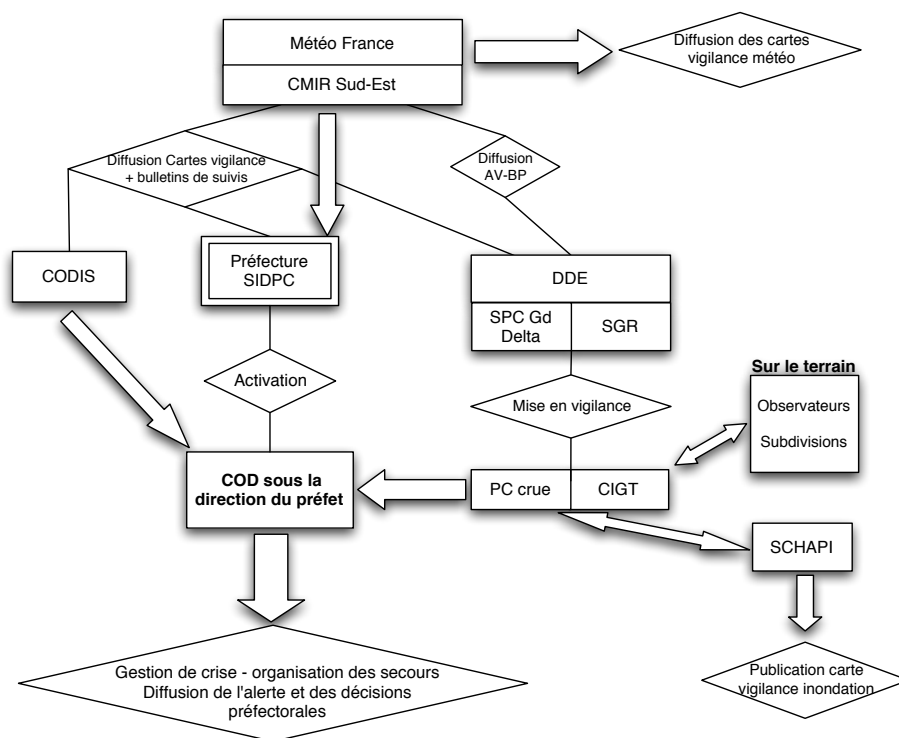 Météo France
CMIR Sud-Est
Diffusion des cartes
vigilance météo
Diffusion Cartes vigilance
+ bulletins de suivis
Diffusion
AV-BP
CODIS
Préfecture
SIDPC
DDE
SPC Gd
Delta
SGR
Activation
Mise en vigilance
Sur le terrain
Observateurs
Subdivisions
COD sous la
direction du préfet
PC crue
CIGT
SCHAPI
Gestion de crise - organisation des secours
Diffusion de l'alerte et des décisions
préfectorales
Publication carte
vigilance inondation